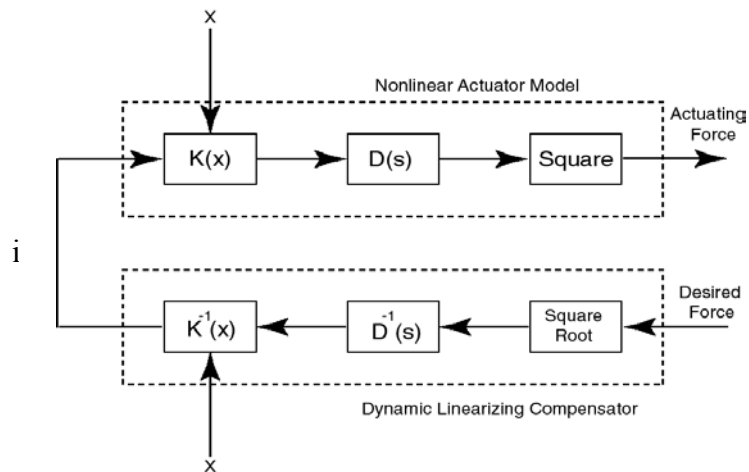 X
Nonlinear Actuator Model
Actuating
Force
K(x)
D(s)
Square
i
Desired
Force
K⁻¹(x)
D⁻¹(s)
Square
Root
Dynamic Linearizing Compensator
X